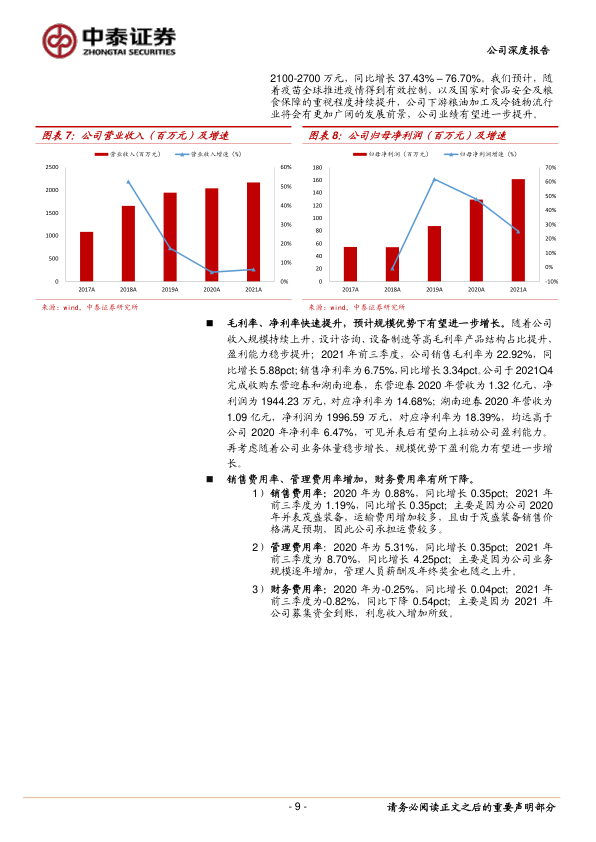 中泰证券
ZHONGTAI SECURITIES
公司深度报告
2100-2700 万元，同比增长 37.43% – 76.70%。我们预计，随
着疫苗全球推进疫情得到有效控制，以及国家对食品安全及粮
食保障的重视程度持续提升，公司下游粮油加工及冷链物流行
业将会有更加广阔的发展前景，公司业绩有望进一步提升。
图表 7：公司营业收入（百万元）及增速
图表 8：公司归母净利润（百万元）及增速
营业收入(百万元) 营业收入增速 (%)
2500
2000
1500
1000
500
0
60%
50%
40%
30%
20%
10%
0%
2017A 2018A 2019A 2020A 2021A
归母净利润（百万元） 归母净利润增速（%）
180
160
140
120
100
80
60
40
20
0
70%
60%
50%
40%
30%
20%
10%
0%
-10%
2017A 2018A 2019A 2020A 2021A
来源：wind，中泰证券研究所
来源：wind，中泰证券研究所
■ 毛利率、净利率快速提升，预计规模优势下有望进一步增长。随着公司
收入规模持续上升，设计咨询、设备制造等高毛利率产品结构占比提升，
盈利能力稳步提升；2021 年前三季度，公司销售毛利率为 22.92%，同
比增长 5.88pct；销售净利率为 6.75%，同比增长 3.34pct。公司于 2021Q4
完成收购东营迎春和湖南迎春，东营迎春 2020 年营收为 1.32 亿元，净
利润为 1944.23 万元，对应净利率为 14.68%；湖南迎春 2020 年营收为
1.09 亿元，净利润为 1996.59 万元，对应净利率为 18.39%，均远高于
公司 2020 年净利率 6.47%，可见并表后有望向上拉动公司盈利能力。
再考虑随着公司业务体量稳步增长，规模优势下盈利能力有望进一步增
长。
■ 销售费用率、管理费用率增加，财务费用率有所下降。
1）销售费用率：2020 年为 0.88%，同比增长 0.35pct；2021 年
前三季度为 1.19%，同比增长 0.35pct；主要是因为公司 2020
年并表茂盛装备，运输费用增加较多，且由于茂盛装备销售价
格满足预期，因此公司承担运费较多。
2）管理费用率：2020 年为 5.31%，同比增长 0.35pct；2021 年
前三季度为 8.70%，同比增长 4.25pct；主要是因为公司业务
规模逐年增加，管理人员薪酬及年终奖金也随之上升。
3）财务费用率：2020 年为-0.25%，同比增长 0.04pct；2021 年
前三季度为-0.82%，同比下降 0.54pct；主要是因为 2021 年
公司募集资金到账，利息收入增加所致。
- 9 -
请务必阅读正文之后的重要声明部分